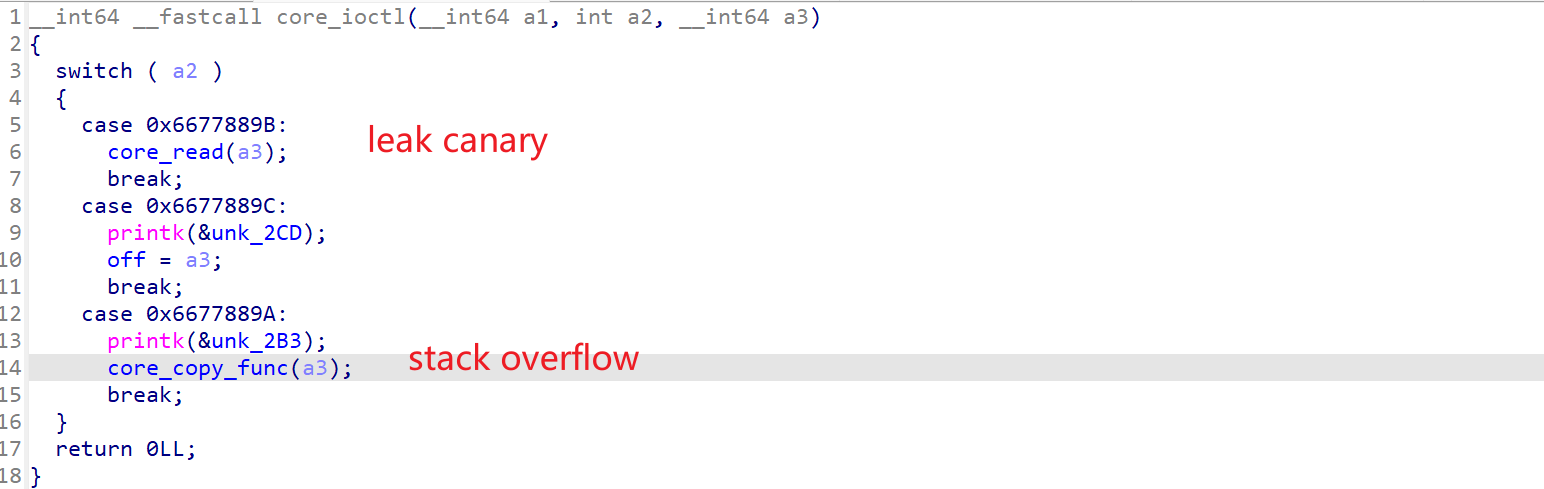 1 __int64 __fastcall core_ioctl(__int64 a1, int a2, __int64 a3)
2 {
3   switch ( a2 )
4   {
5     case 0x6677889B:
leak canary
6       core_read(a3);
7       break;
8     case 0x6677889C:
9       printk(&unk_2CD);
10       off = a3;
11       break;
12     case 0x6677889A:
13       printk(&unk_2B3);
stack overflow
14       core_copy_func(a3);
15       break;
16   }
17   return 0LL;
18 }